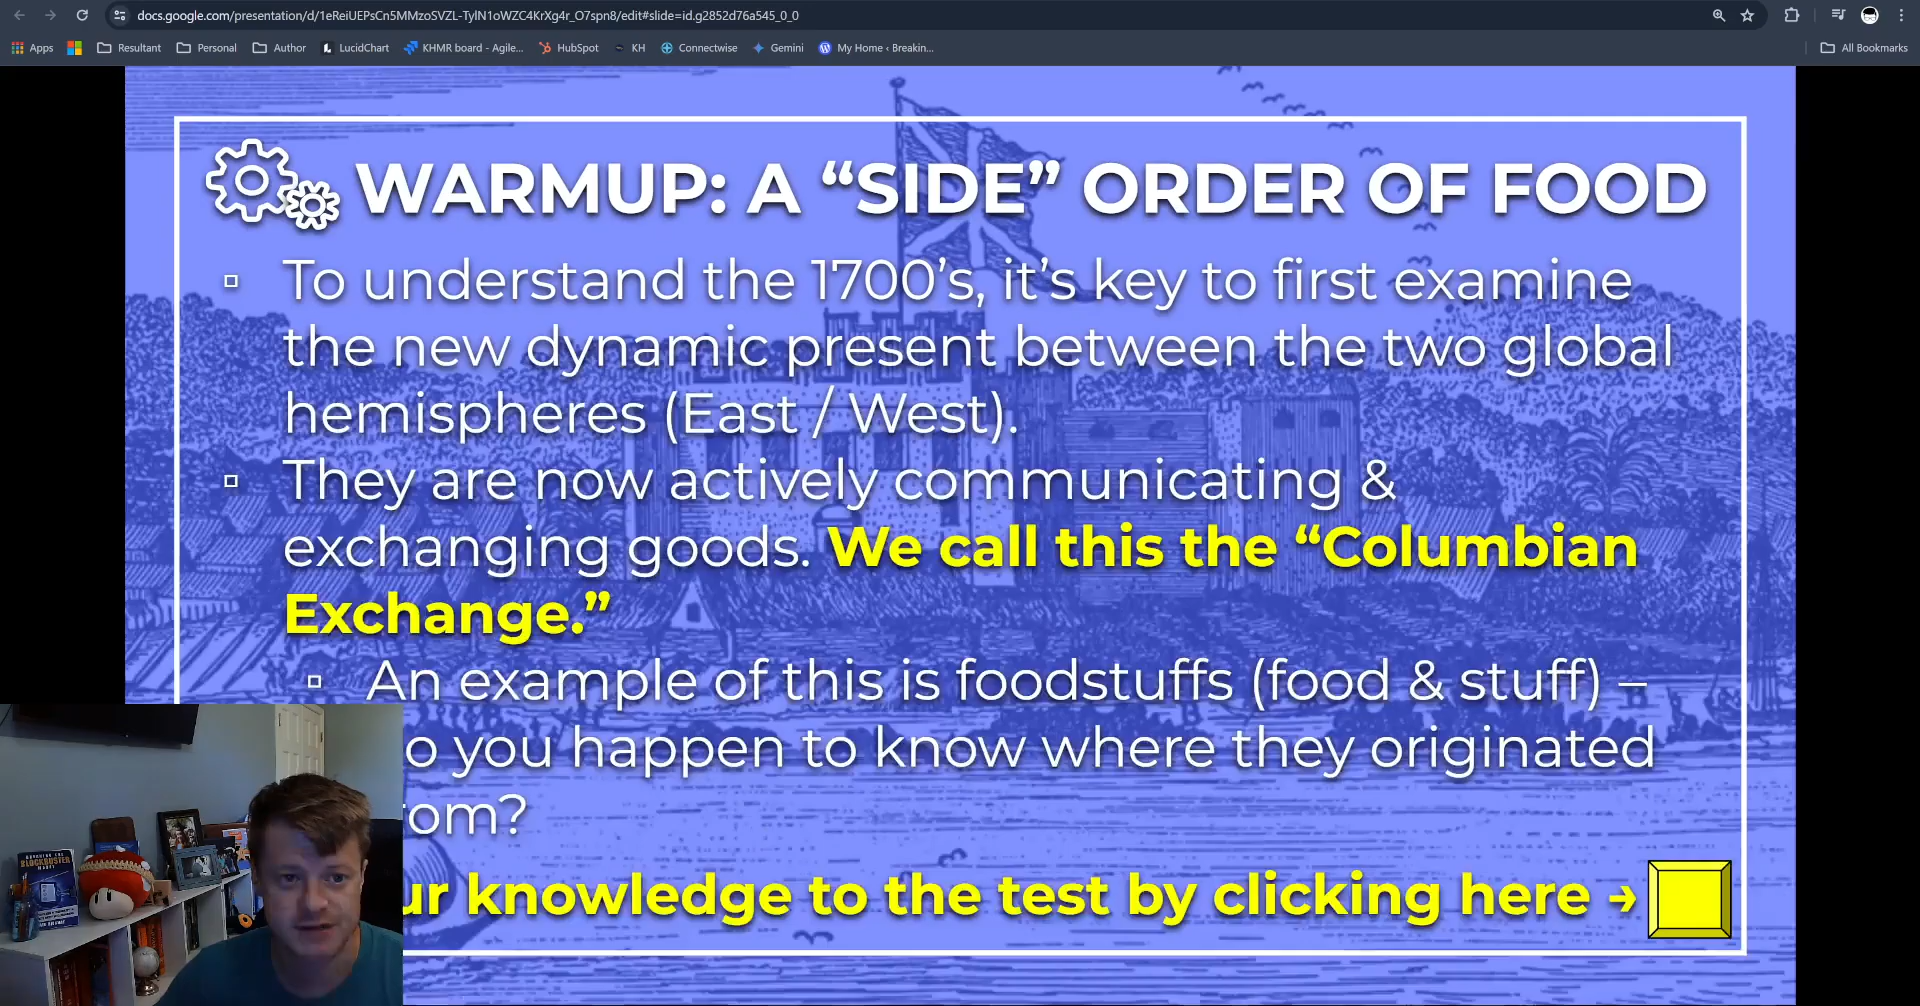 docs.google.com/presentation/d/1eReiUEPsCn5MMzoSVZL-TylN1oWZC4KrXg4r_O7spn8/edit#slide=id.g2852d76a545_0_0
Apps Resultant Personal Author LucidChart KHMR board - Agile... HubSpot KH Connectwise Gemini My Home ‹ Breakin... All Bookmarks
WARMUP: A “SIDE” ORDER OF FOOD
To understand the 1700’s, it’s key to first examine
the new dynamic present between the two global
hemispheres (East / West).
They are now actively communicating &
exchanging goods. We call this the “Columbian
Exchange.”
An example of this is foodstuffs (food & stuff) –
o you happen to know where they originated
rom?
ur knowledge to the test by clicking here →
BLOCKBUSTER